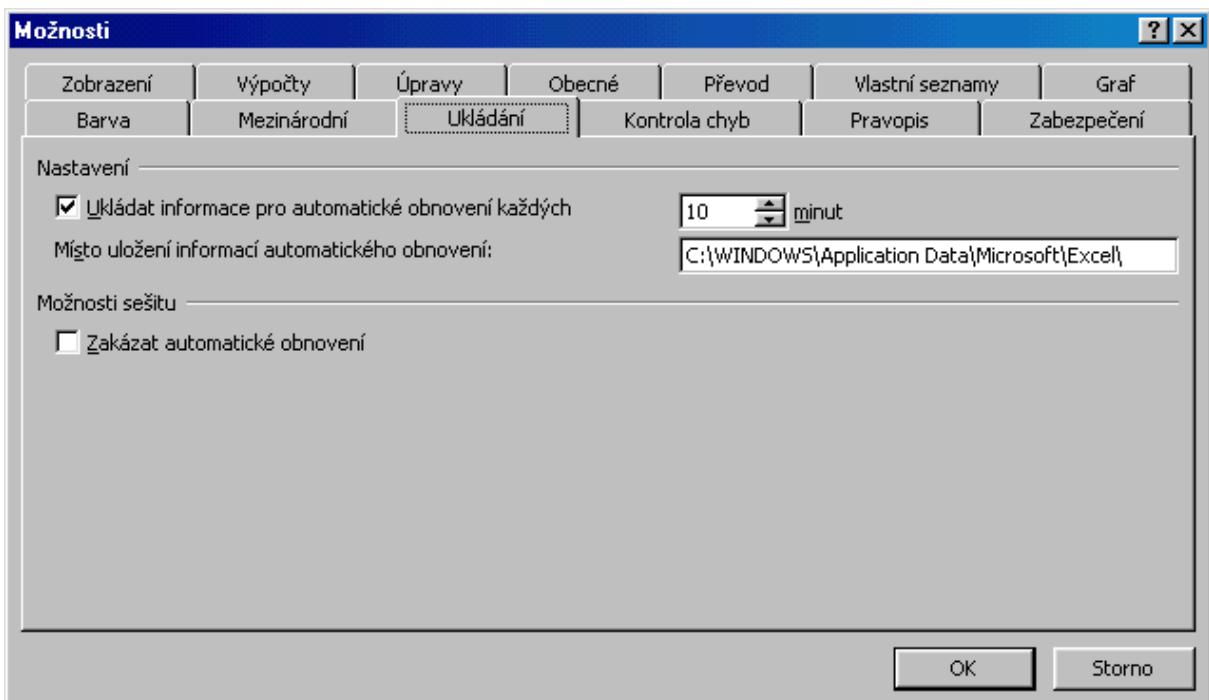 Možnosti
Zobrazení Výpočty Úpravy Obecné Převod Vlastní seznamy Graf
Barva Mezinárodní Ukládání Kontrola chyb Pravopis Zabezpečení
Nastavení
Ukládat informace pro automatické obnovení každých 10 minut
Místo uložení informací automatického obnovení: C:\WINDOWS\Application Data\Microsoft\Excel\
Možnosti sešitu
Zakázat automatické obnovení
OK Storno